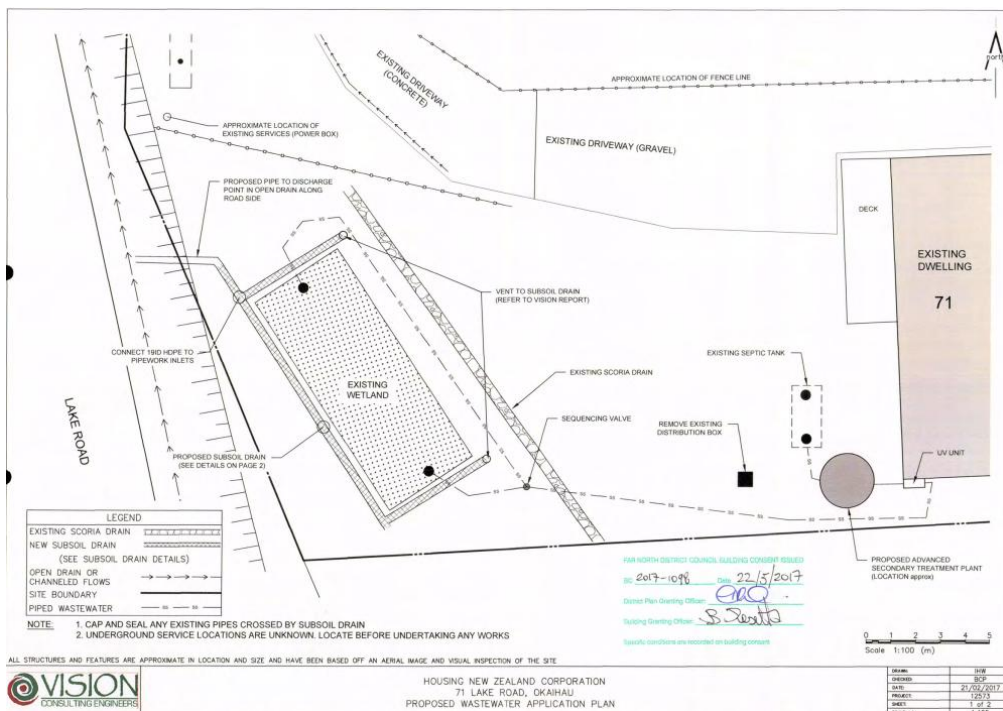 north
EXISTING DRIVEWAY
(CONCRETE)
APPROXIMATE LOCATION OF FENCE LINE
APPROXIMATE LOCATION OF
EXISTING SERVICES (POWER BOX)
EXISTING DRIVEWAY (GRAVEL)
PROPOSED PIPE TO DISCHARGE
POINT IN OPEN DRAIN ALONG
ROAD SIDE
DECK
EXISTING
DWELLING
71
VENT TO SUBSOIL DRAIN
(REFER TO VISION REPORT)
CONNECT 19ID HDPE TO
PIPEWORK INLETS
EXISTING SEPTIC TANK
EXISTING
WETLAND
EXISTING SCORIA DRAIN
LAKE ROAD
SEQUENCING VALVE
REMOVE EXISTING
DISTRIBUTION BOX
PROPOSED SUBSOIL DRAIN
(SEE DETAILS ON PAGE 2)
UV UNIT
PROPOSED ADVANCED
SECONDARY TREATMENT PLANT
(LOCATION approx)
LEGEND
EXISTING SCORIA DRAIN
NEW SUBSOIL DRAIN
(SEE SUBSOIL DRAIN DETAILS)
OPEN DRAIN OR
CHANNELED FLOWS
SITE BOUNDARY
PIPED WASTEWATER
FAR NORTH DISTRICT COUNCIL BUILDING CONSENT ISSUED
BC 2017-1098 Date 22/5/2017
District Plan Granting Officer:
Building Granting Officer:
Specific conditions are recorded on building consent
NOTE: 1. CAP AND SEAL ANY EXISTING PIPES CROSSED BY SUBSOIL DRAIN
2. UNDERGROUND SERVICE LOCATIONS ARE UNKNOWN. LOCATE BEFORE UNDERTAKING ANY WORKS
0 1 2 3 4 5
Scale 1:100 (m)
ALL STRUCTURES AND FEATURES ARE APPROXIMATE IN LOCATION AND SIZE AND HAVE BEEN BASED OFF AN AERIAL IMAGE AND VISUAL INSPECTION OF THE SITE
VISION
CONSULTING ENGINEERS
HOUSING NEW ZEALAND CORPORATION
71 LAKE ROAD, OKAIHAU
PROPOSED WASTEWATER APPLICATION PLAN
DRAWN:
CHECKED: BCP
DATE: 21/02/2017
PROJECT: 12573
SHEET: 1 of 2